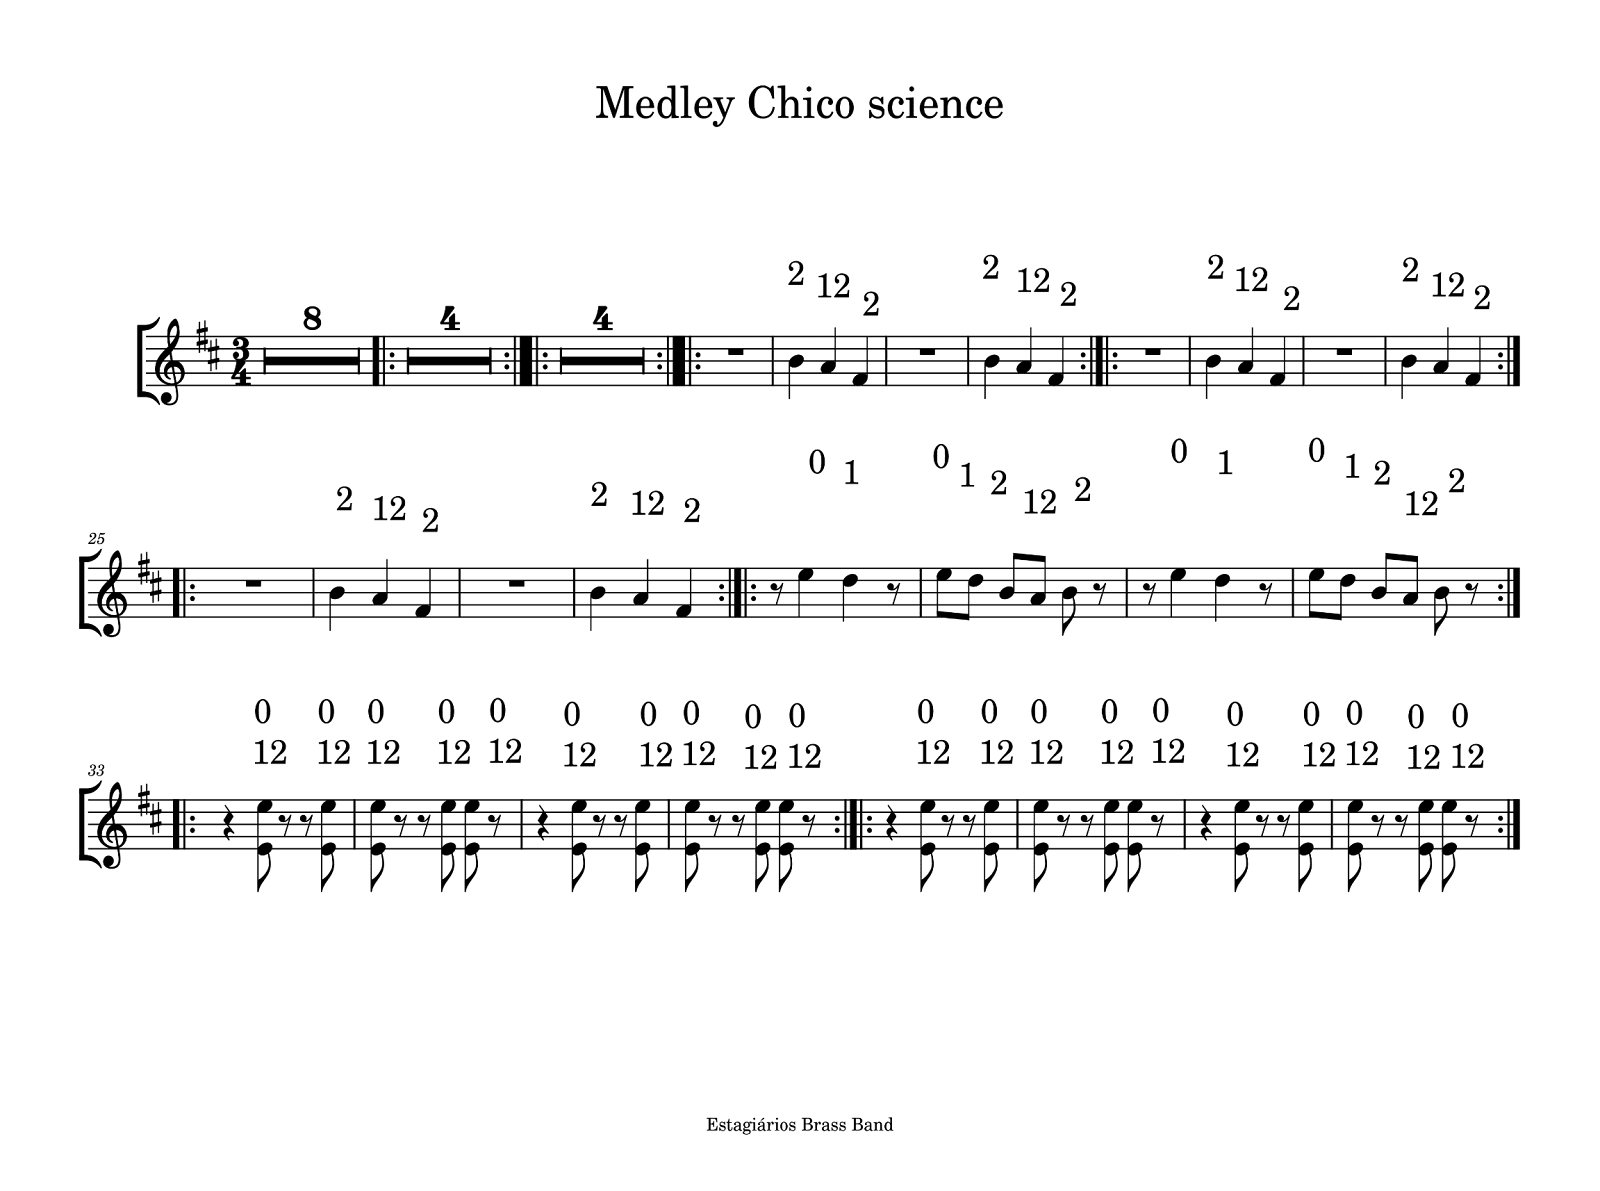 Medley Chico science
2 12 2 2 12 2 2 12 2 2 12 2
8 4 4
3
4
0 1 0 1 2 12 2 0 1 0 1 2 12 2
2 12 2 2 12 2
25
0 0 0 0 0 0 0 0 0 0 0 0 0 0 0 0 0 0 0 0
12 12 12 12 12 12 12 12 12 12 12 12 12 12 12 12 12 12 12 12
33
Estagiários Brass Band